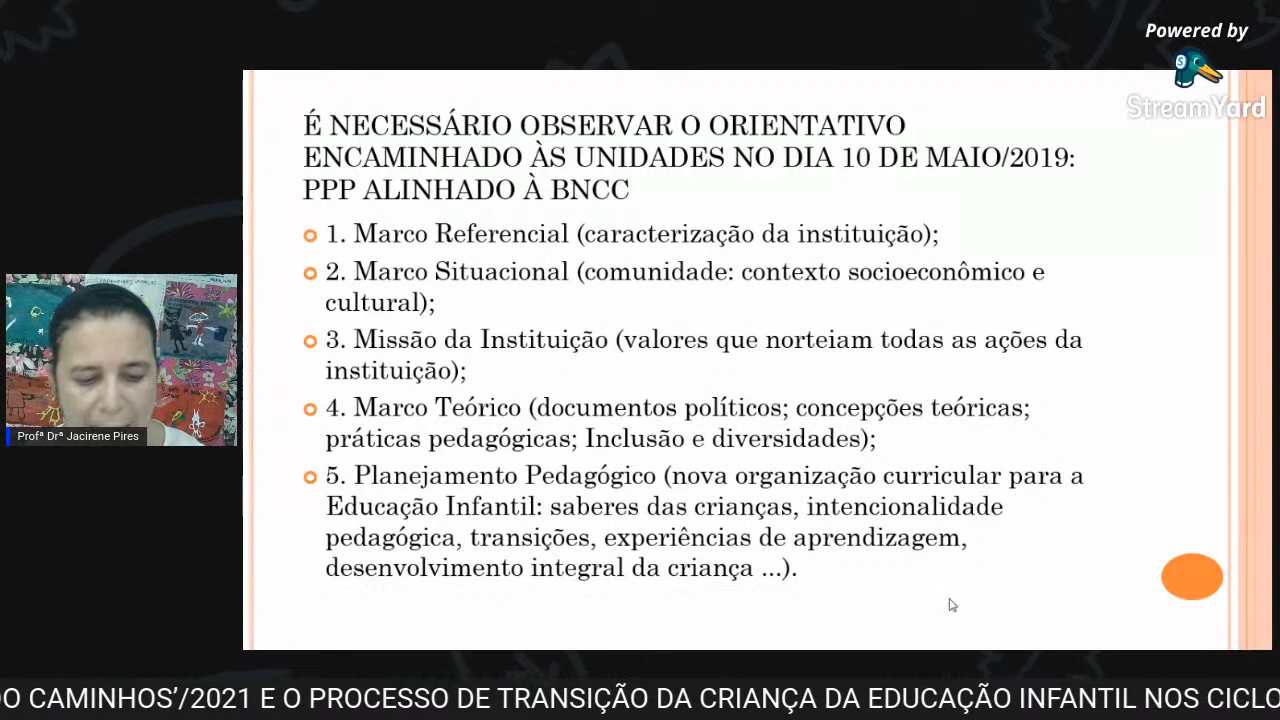 Powered by
StreamYard
É NECESSÁRIO OBSERVAR O ORIENTATIVO
ENCAMINHADO ÀS UNIDADES NO DIA 10 DE MAIO/2019:
PPP ALINHADO À BNCC
1. Marco Referencial (caracterização da instituição);
2. Marco Situacional (comunidade: contexto socioeconômico e
cultural);
3. Missão da Instituição (valores que norteiam todas as ações da
instituição);
4. Marco Teórico (documentos políticos; concepções teóricas;
práticas pedagógicas; Inclusão e diversidades);
5. Planejamento Pedagógico (nova organização curricular para a
Educação Infantil: saberes das crianças, intencionalidade
pedagógica, transições, experiências de aprendizagem,
desenvolvimento integral da criança ...).
Profª Drª Jacirene Pires
DO CAMINHOS’/2021 E O PROCESSO DE TRANSIÇÃO DA CRIANÇA DA EDUCAÇÃO INFANTIL NOS CICLO